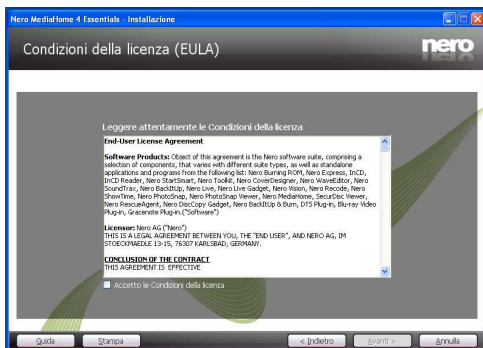 Nero MediaHome 4 Essentials - Installazione
Condizioni della licenza (EULA)
nero
Leggere attentamente le Condizioni della licenza
End-User License Agreement
Software Products: Object of this agreement is the Nero software suite, comprising a
selection of components, that varies with different suite types, as well as standalone
applications and programs from the following list: Nero Burning ROM, Nero Express, InCD,
InCD Reader, Nero StartSmart, Nero Toolkit, Nero CoverDesigner, Nero WaveEditor, Nero
SoundTrax, Nero BackItUp, Nero Live, Nero Live Gadget, Nero Vision, Nero Recode, Nero
ShowTime, Nero PhotoSnap, Nero PhotoSnap Viewer, Nero MediaHome, SecurDisc Viewer,
Nero RescueAgent, Nero DiscCopy Gadget, Nero BackItUp & Burn, DTS Plug-in, Blu-ray Video
Plug-in, Gracenote Plug-in.("Software")
Licensor: Nero AG ("Nero")
THIS IS A LEGAL AGREEMENT BETWEEN YOU, THE "END USER", AND NERO AG, IM
STOECKMAEDLE 13-15, 76307 KARLSBAD, GERMANY.
CONCLUSION OF THE CONTRACT
THIS AGREEMENT IS EFFECTIVE
Accetto le Condizioni della licenza
Guida
Stampa
< Indietro
Avanti >
Annulla